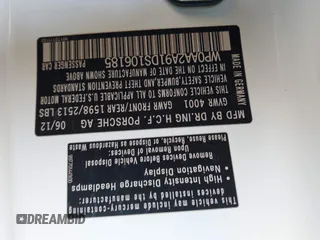 MFD BY DR.ING H.C.F. PORSCHE AG
06/12
GVWR 4001 GAWR FRONT/REAR 1598/2513 LBS
THIS VEHICLE CONFORMS TO ALL APPLICABLE U.S. FEDERAL MOTOR
VEHICLE SAFETY, BUMPER, AND THEFT PREVENTION STANDARDS
IN EFFECT ON THE DATE OF MANUFACTURE SHOWN ABOVE
WP0AA2A91DS106185
PASSENGER CAR
MADE IN GERMANY
This vehicle may contain mercury-containing
devices installed by the manufacturer:
• High Intensity Discharge Headlamps
• Navigation Display
Remove Devices Before Vehicle Disposal
Upon Removal of Devices; Please Reuse,
Recycle or Dispose as Hazardous Waste
DREAMBID